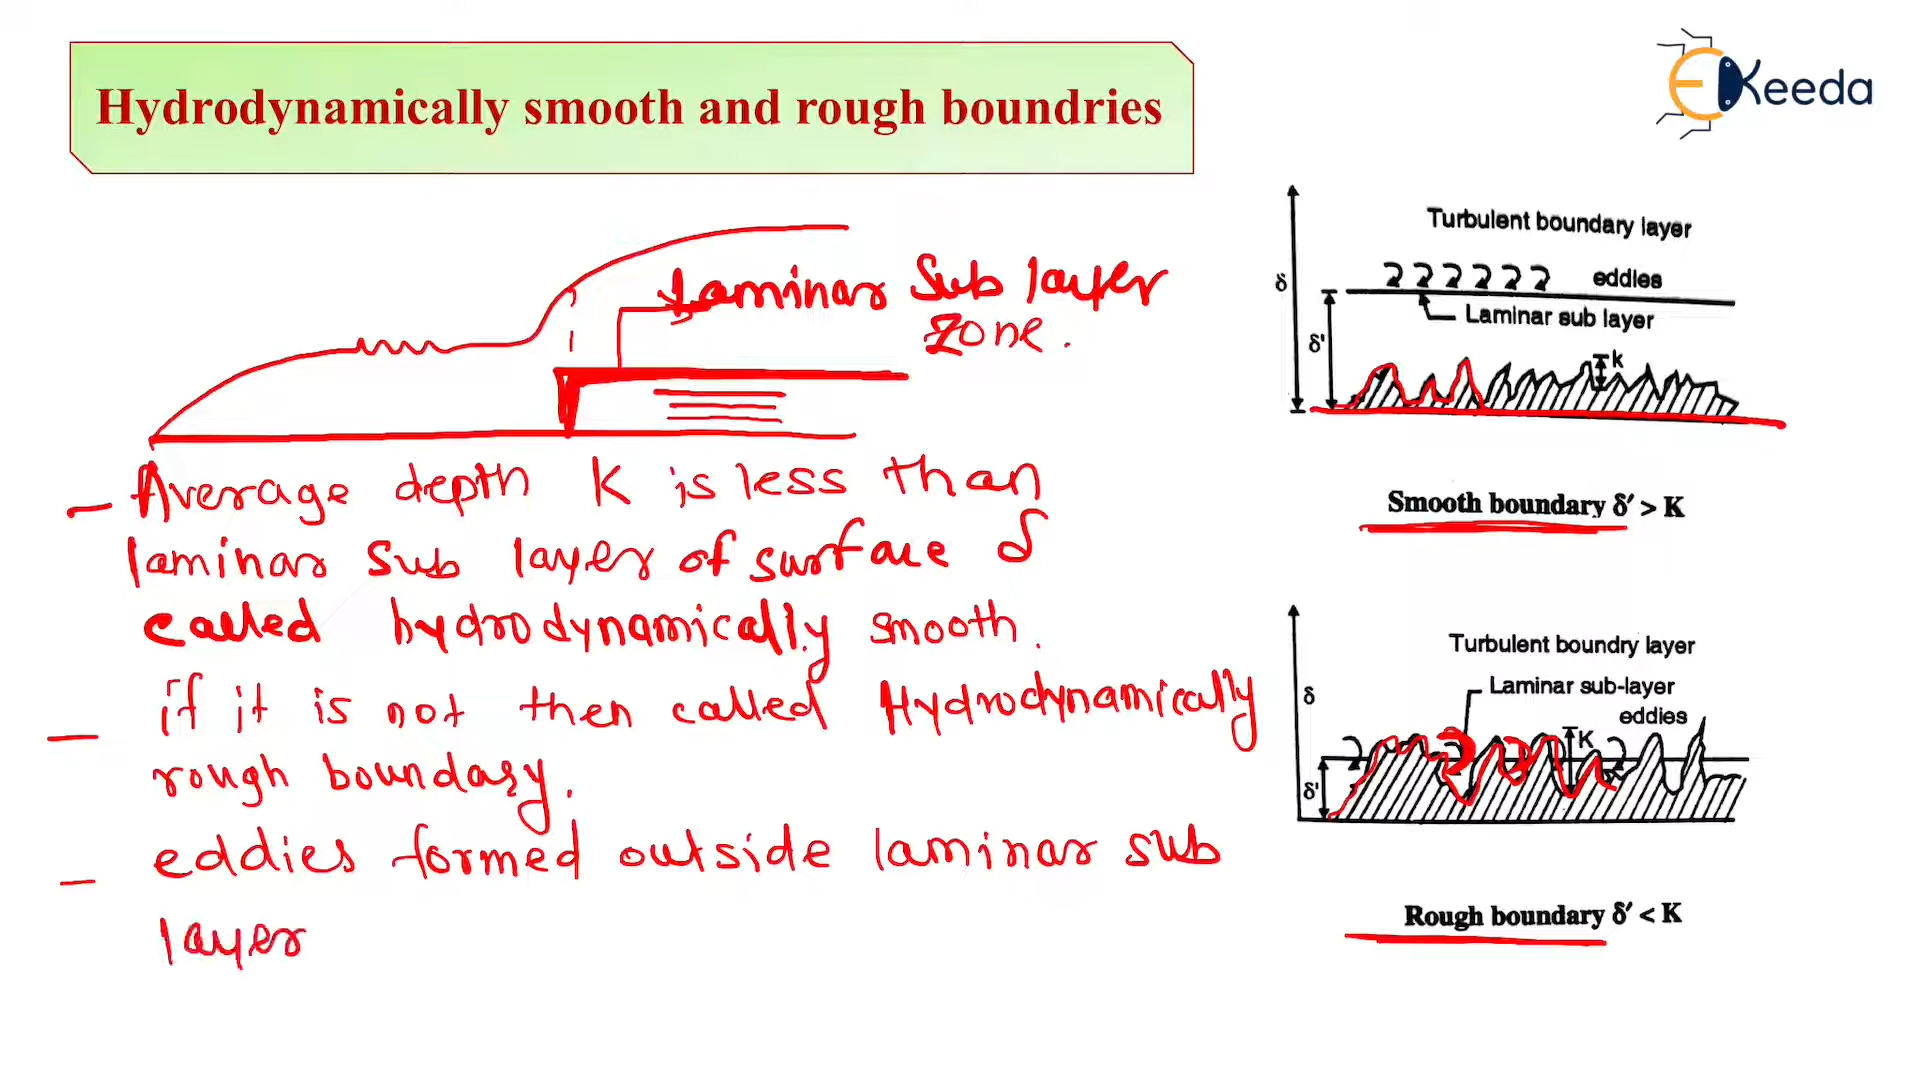 Hydrodynamically smooth and rough boundries
EKeeda
Laminar Sub layer
zone.
- Average depth K is less than
laminar sub layer of surface δ
called hydrodynamically smooth.
- if it is not then called Hydrodynamically
rough boundary.
- eddies formed outside laminar sub
layer
Turbulent boundary layer
eddies
δ
Laminar sub layer
δ'
k
Smooth boundary δ′ > K
Turbulent boundry layer
Laminar sub-layer
δ
eddies
K
δ'
Rough boundary δ′ < K